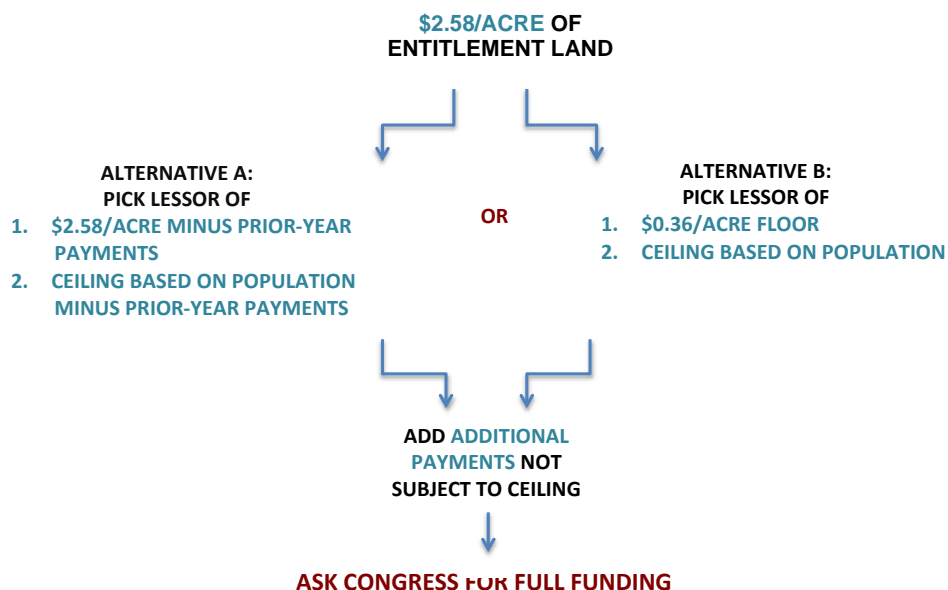 $2.58/ACRE OF
ENTITLEMENT LAND
ALTERNATIVE A:
PICK LESSOR OF
1. $2.58/ACRE MINUS PRIOR-YEAR
PAYMENTS
2. CEILING BASED ON POPULATION
MINUS PRIOR-YEAR PAYMENTS
OR
ALTERNATIVE B:
PICK LESSOR OF
1. $0.36/ACRE FLOOR
2. CEILING BASED ON POPULATION
ADD ADDITIONAL
PAYMENTS NOT
SUBJECT TO CEILING
ASK CONGRESS FOR FULL FUNDING